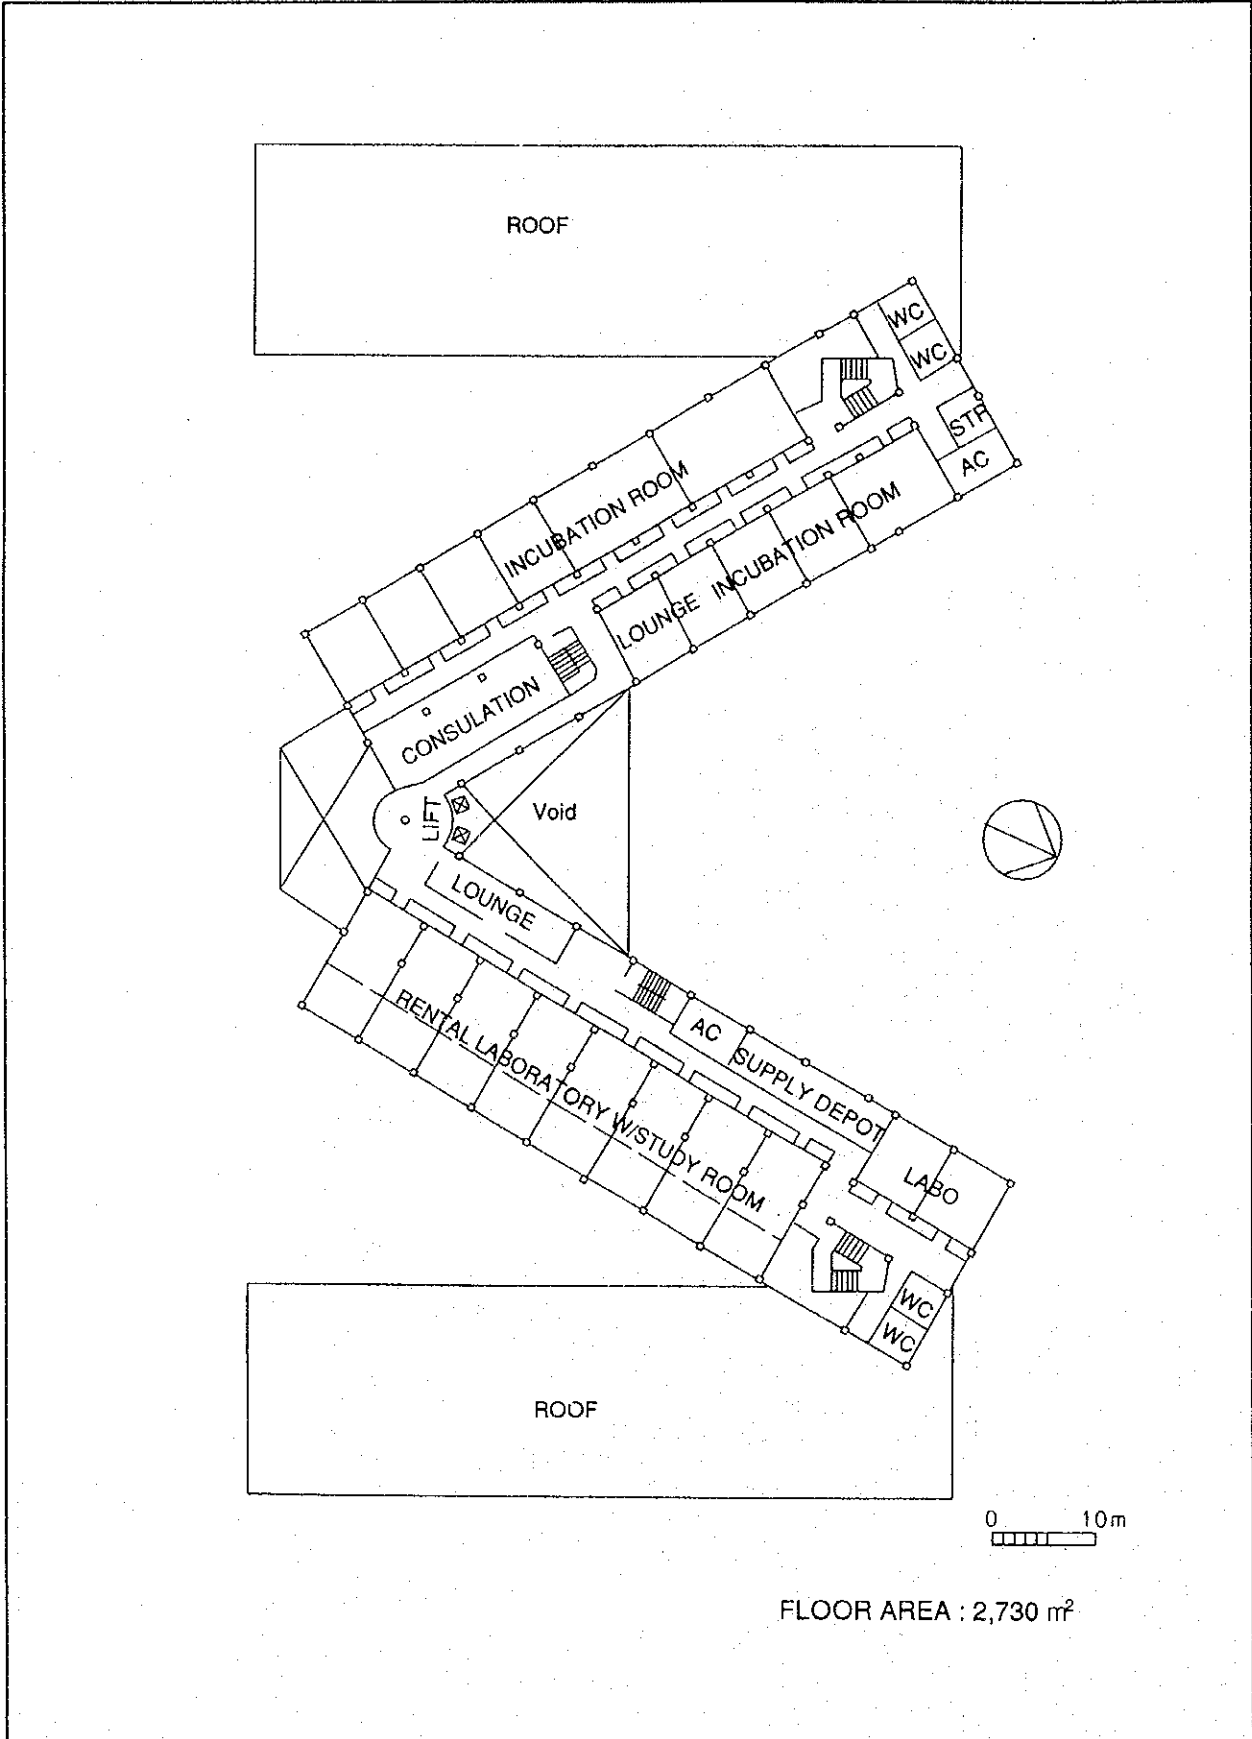 ROOF
WC
WC
STR
AC
INCUBATION ROOM
LOUNGE
INCUBATION ROOM
CONSULATION
LIFT
Void
LOUNGE
AC
SUPPLY DEPOT
LABO
RENTAL LABORATORY W/STUDY ROOM
WC
WC
ROOF
0 10m
FLOOR AREA : 2,730 m²